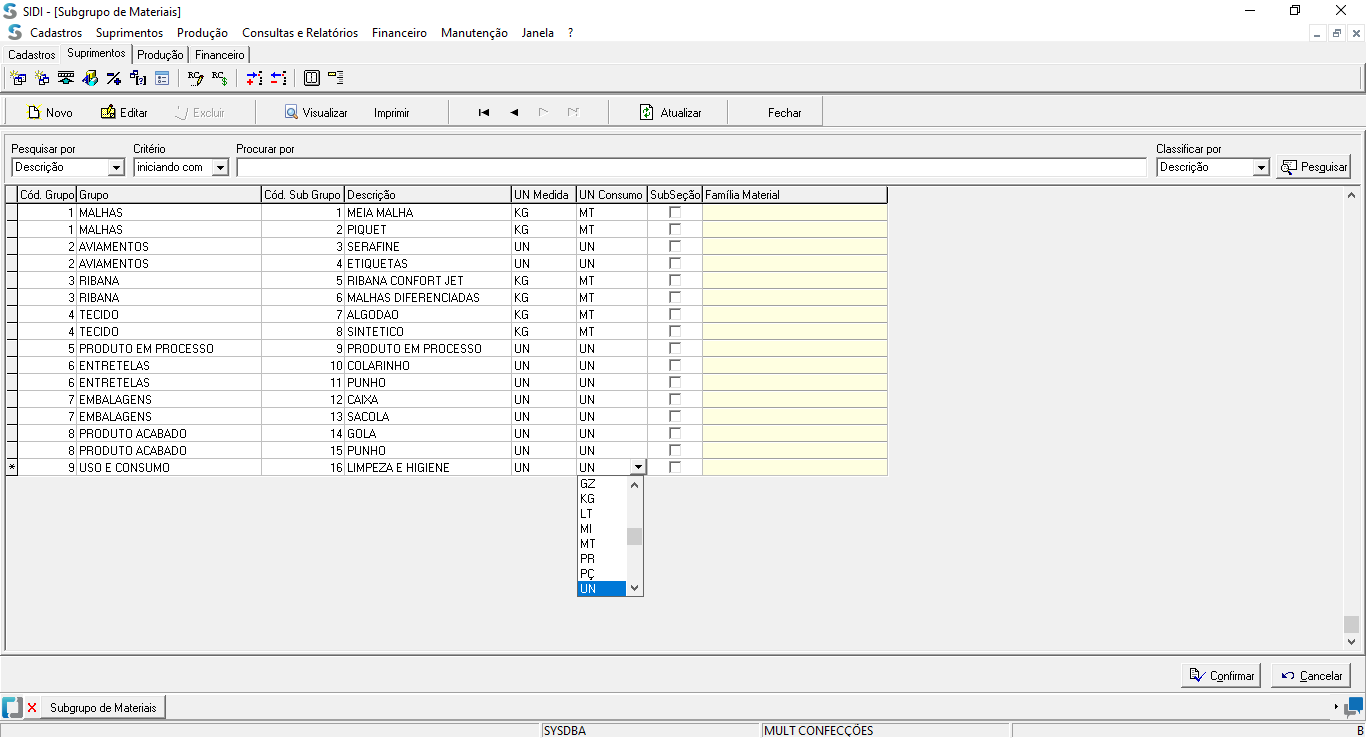 SIDI - [Subgrupo de Materiais]
Cadastros Suprimentos Produção Consultas e Relatórios Financeiro Manutenção Janela ?
Cadastros Suprimentos Produção Financeiro
Novo Editar Excluir Visualizar Imprimir Atualizar Fechar
Pesquisar por Critério Procurar por Classificar por
Descrição iniciando com Descrição Pesquisar
Cód. Grupo Grupo Cód. Sub Grupo Descrição UN Medida UN Consumo SubSeção Família Material
1 MALHAS 1 MEIA MALHA KG MT
1 MALHAS 2 PIQUET KG MT
2 AVIAMENTOS 3 SERAFINE UN UN
2 AVIAMENTOS 4 ETIQUETAS UN UN
3 RIBANA 5 RIBANA CONFORT JET KG MT
3 RIBANA 6 MALHAS DIFERENCIADAS KG MT
4 TECIDO 7 ALGODAO KG MT
4 TECIDO 8 SINTETICO KG MT
5 PRODUTO EM PROCESSO 9 PRODUTO EM PROCESSO UN UN
6 ENTRETELAS 10 COLARINHO UN UN
6 ENTRETELAS 11 PUNHO UN UN
7 EMBALAGENS 12 CAIXA UN UN
7 EMBALAGENS 13 SACOLA UN UN
8 PRODUTO ACABADO 14 GOLA UN UN
8 PRODUTO ACABADO 15 PUNHO UN UN
* 9 USO E CONSUMO 16 LIMPEZA E HIGIENE UN UN
GZ
KG
LT
MI
MT
PR
PÇ
UN
Confirmar Cancelar
Subgrupo de Materiais
SYSDBA MULT CONFECÇÕES B